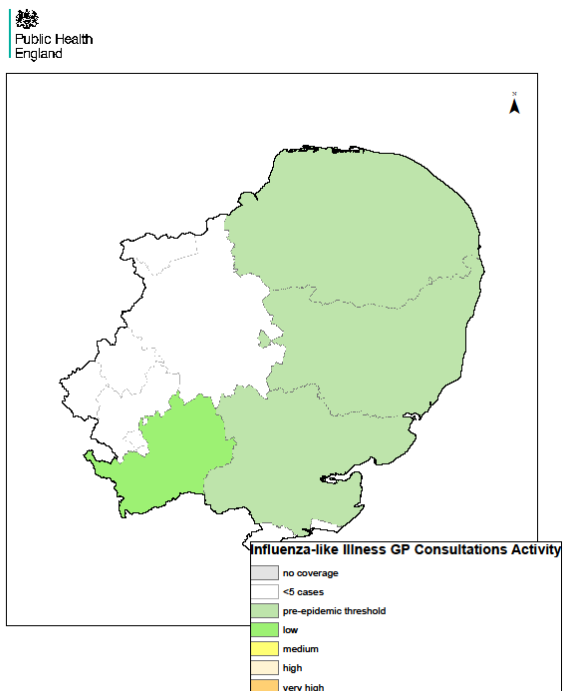 Public Health
England
N
Influenza-like Illness GP Consultations Activity
no coverage
<5 cases
pre-epidemic threshold
low
medium
high
very high